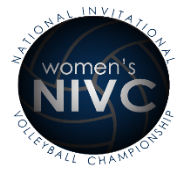 NATIONAL INVITATIONAL
women's
NIVC
VOLLEYBALL CHAMPIONSHIP